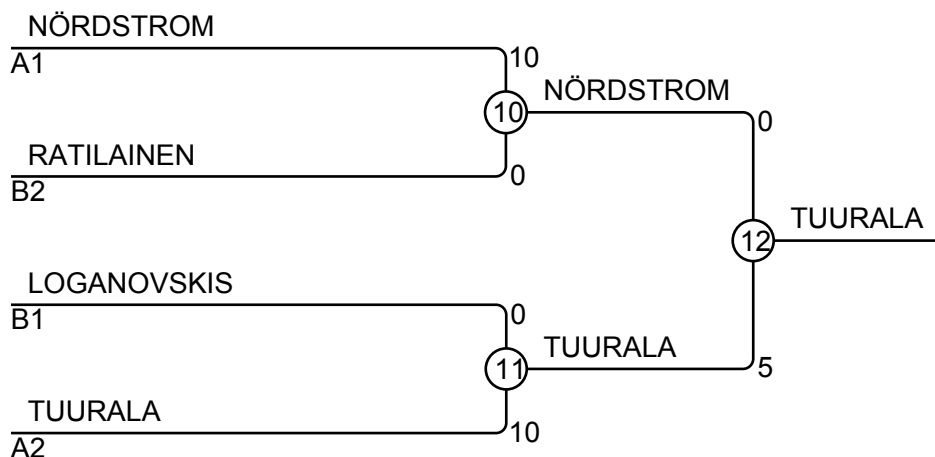 NÖRDSTROM
A1
10
10
NÖRDSTROM
0
RATILAINEN
B2
0
12
TUURALA
LOGANOVSKIS
B1
0
11
TUURALA
5
TUURALA
A2
10